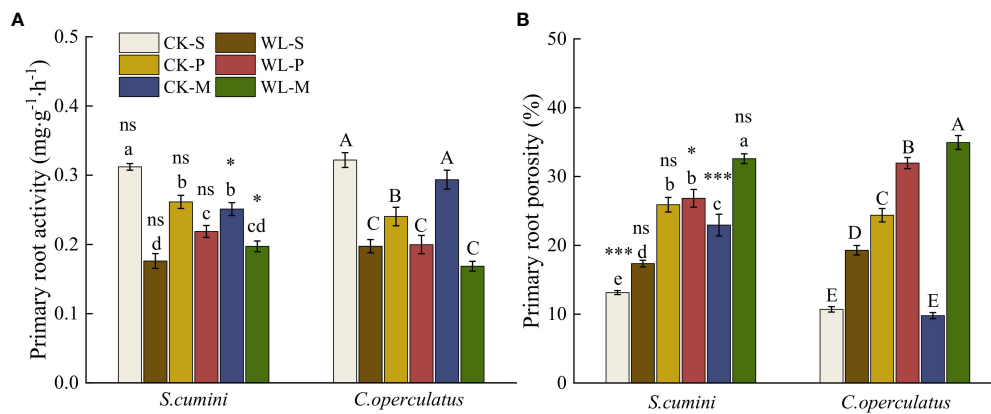 A
Primary root activity (mg·g⁻¹·h⁻¹)
0.5
0.4
0.3
0.2
0.1
0.0
CK-S WL-S
CK-P WL-P
CK-M WL-M
ns ns ns ns * *
a d b c b cd
A C B C A C
S.cumini C.operculatus
B
Primary root porosity (%)
50
40
30
20
10
0
*** ns ns * *** ns
e d b b c a
E D C B E A
S.cumini C.operculatus